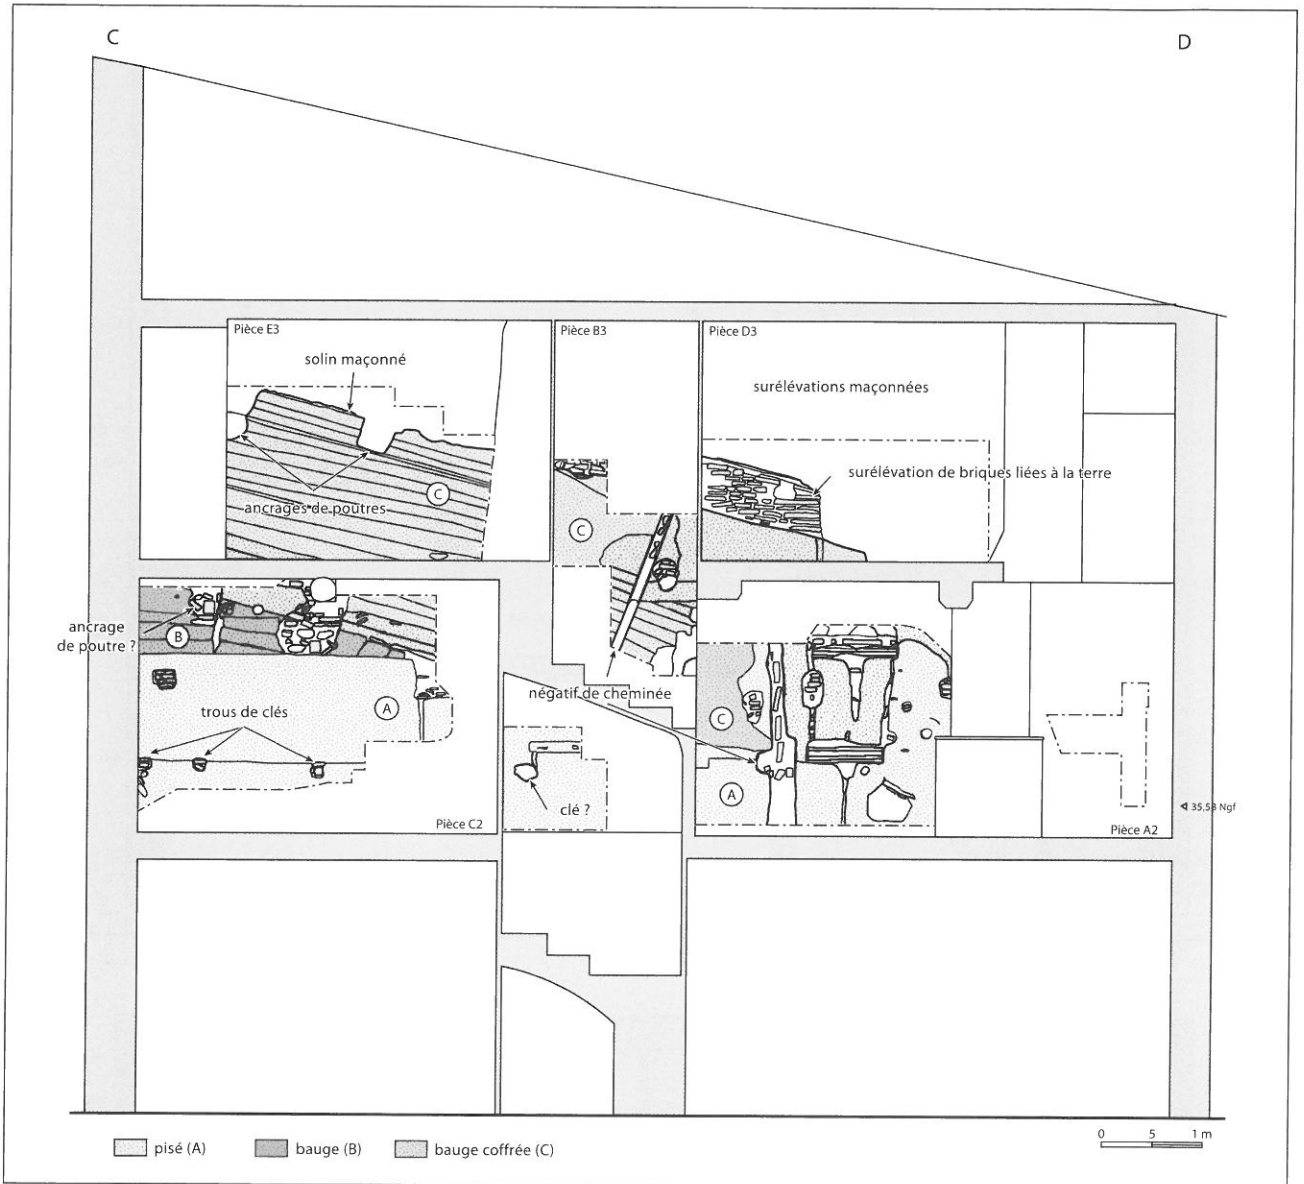 C
D
Pièce E3
Pièce B3
Pièce D3
solin maçonné
surélévations maçonnées
surélévation de briques liées à la terre
C
ancrages de poutres
C
ancrage
de poutre ?
B
négatif de cheminée
trous de clés
A
C
A
clé ?
35,58 Ngf
Pièce C2
Pièce A2
pisé (A)
bauge (B)
bauge coffrée (C)
0 5 1 m